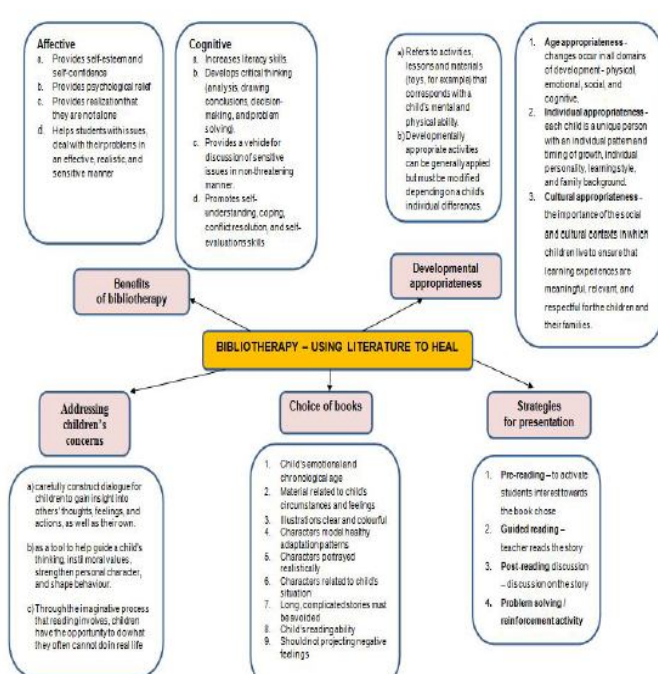 Affective
a. Provides self-esteem and
self-confidence
b. Provides psychological relief
c. Provides realization that
they are not alone
d. Helps students with issues,
deal with their problems in
an effective, realistic, and
sensitive manner
Cognitive
a. Increases literacy skills
b. Develops critical thinking
(analysis, drawing
conclusions, decision-
making, and problem
solving).
c. Provides a vehicle for
discussion of sensitive
issues in non-threatening
manner.
d. Promotes self-
understanding, coping,
conflict resolution, and self-
evaluations skills
a) Refers to activities,
lessons and materials
(toys, for example) that
corresponds with a
child's mental and
physical ability.
b) Developmentally
appropriate activities
can be generally applied
but must be modified
depending on a child's
individual differences.
1. Age appropriateness -
changes occur in all domains
of development - physical,
emotional, social, and
cognitive,
2. Individual appropriateness -
each child is a unique person
with an individual pattern and
timing of growth, individual
personality, learning style,
and family background.
3. Cultural appropriateness -
the importance of the social
and cultural contexts in which
children live to ensure that
learning experiences are
meaningful, relevant, and
respectful for the children and
their families.
Benefits
of bibliotherapy
Developmental
appropriateness
BIBLIOTHERAPY – USING LITERATURE TO HEAL
Addressing
children's
concerns
Choice of books
Strategies
for presentation
a) carefully construct dialogue for
children to gain insight into
others' thoughts, feelings, and
actions, as well as their own.
b) as a tool to help guide a child's
thinking, instil moral values,
strengthen personal character,
and shape behaviour.
c) Through the imaginative process
that reading involves, children
have the opportunity to do what
they often cannot do in real life
1. Child's emotional and
chronological age
2. Material related to child's
circumstances and feelings
3. Illustrations clear and colourful
4. Characters model healthy
adaptation patterns
5. Characters portrayed
realistically
6. Characters related to child's
situation
7. Long, complicated stories must
be avoided
8. Child's reading ability
9. Should not projecting negative
feelings
1. Pre-reading – to activate
students interest towards the
book chose
2. Guided reading –
teacher reads the story
3. Post-reading discussion
– discussion on the story
4. Problem solving /
reinforcement activity